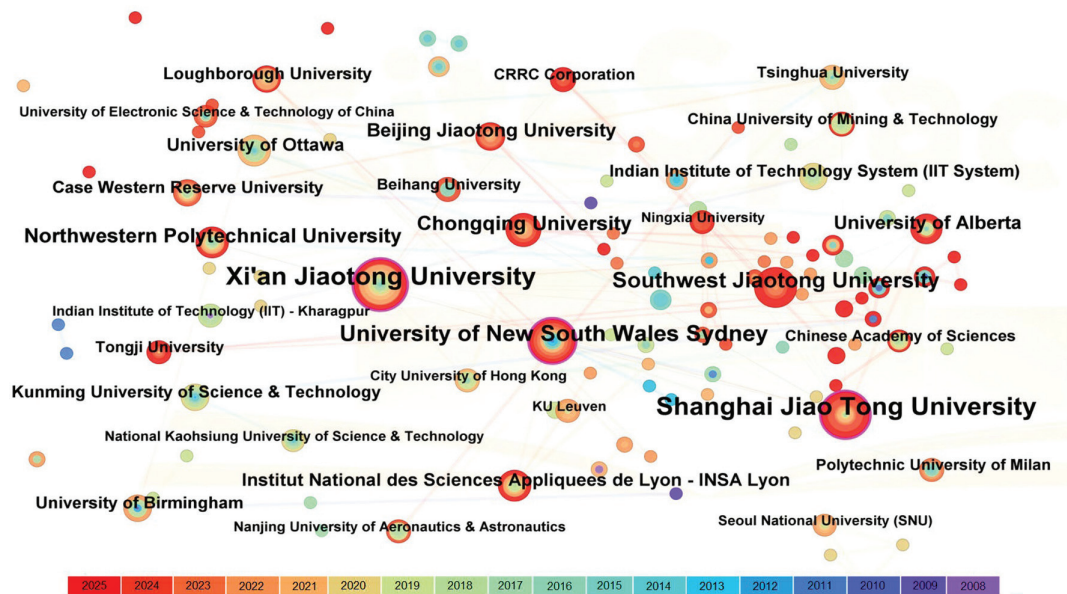 Loughborough University
CRRC Corporation
Tsinghua University
University of Electronic Science & Technology of China
China University of Mining & Technology
Beijing Jiaotong University
University of Ottawa
Indian Institute of Technology System (IIT System)
Case Western Reserve University
Beihang University
Ningxia University
Chongqing University
University of Alberta
Northwestern Polytechnical University
Xi'an Jiaotong University
Southwest Jiaotong University
Indian Institute of Technology (IIT) - Kharagpur
University of New South Wales Sydney
Chinese Academy of Sciences
Tongji University
City University of Hong Kong
Kunming University of Science & Technology
KU Leuven
Shanghai Jiao Tong University
National Kaohsiung University of Science & Technology
Polytechnic University of Milan
Institut National des Sciences Appliquees de Lyon - INSA Lyon
University of Birmingham
Nanjing University of Aeronautics & Astronautics
Seoul National University (SNU)
2025 2024 2023 2022 2021 2020 2019 2018 2017 2016 2015 2014 2013 2012 2011 2010 2009 2008